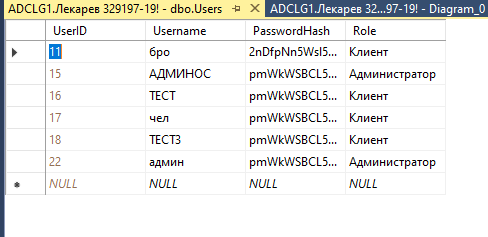 ADCLG1.Лекарев 329197-19! - dbo.Users ADCLG1.Лекарев 32...97-19! - Diagram_0
UserID Username PasswordHash Role
11 бро 2nDfpNn5WsI5... Клиент
15 АДМИНОС pmWkWSBCL5... Администратор
16 ТЕСТ pmWkWSBCL5... Клиент
17 чел pmWkWSBCL5... Клиент
18 ТЕСТ3 pmWkWSBCL5... Клиент
22 админ pmWkWSBCL5... Администратор
NULL NULL NULL NULL